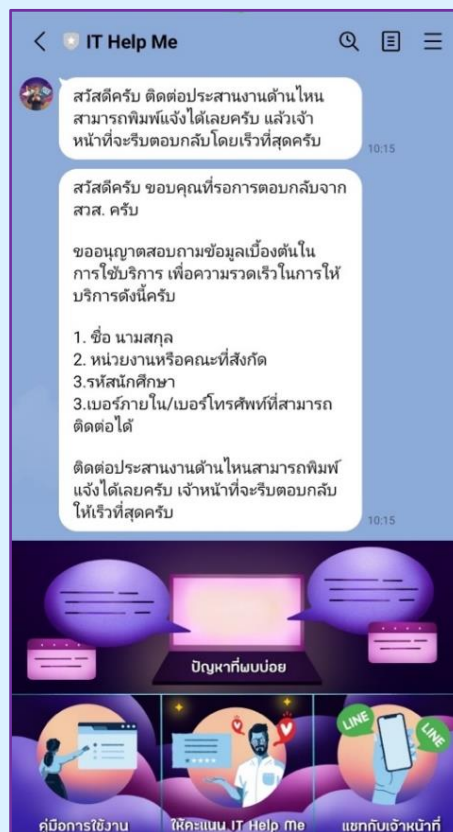 IT Help Me
สวัสดีครับ ติดต่อประสานงานด้านไหน
สามารถพิมพ์แจ้งได้เลยครับ แล้วเจ้า
หน้าที่จะรีบตอบกลับโดยเร็วที่สุดครับ
10:15
สวัสดีครับ ขอบคุณที่รอการตอบกลับจาก
สวส. ครับ
ขออนุญาตสอบถามข้อมูลเบื้องต้นใน
การใช้บริการ เพื่อความรวดเร็วในการให้
บริการดังนี้ครับ
1. ชื่อ นามสกุล
2. หน่วยงานหรือคณะที่สังกัด
3.รหัสนักศึกษา
3.เบอร์ภายใน/เบอร์โทรศัพท์ที่สามารถ
ติดต่อได้
ติดต่อประสานงานด้านไหนสามารถพิมพ์
แจ้งได้เลยครับ เจ้าหน้าที่จะรีบตอบกลับ
ให้เร็วที่สุดครับ
10:15
ปัญหาที่พบบ่อย
LINE
LINE
คู่มือการใช้งาน
ให้คะแนน IT Help Me
แชทกับเจ้าหน้าที่